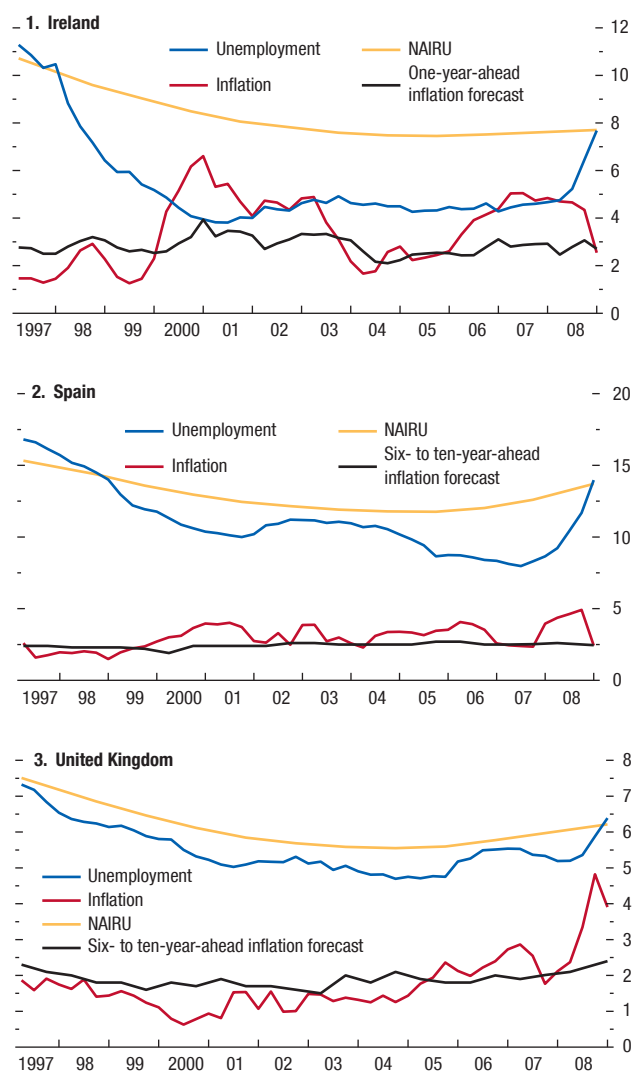 1. Ireland
Unemployment
NAIRU
Inflation
One-year-ahead
inflation forecast
12
10
8
6
4
2
0
1997 98 99 2000 01 02 03 04 05 06 07 08
2. Spain
Unemployment
NAIRU
Inflation
Six- to ten-year-ahead
inflation forecast
20
15
10
5
0
1997 98 99 2000 01 02 03 04 05 06 07 08
3. United Kingdom
Unemployment
Inflation
NAIRU
Six- to ten-year-ahead inflation forecast
8
7
6
5
4
3
2
1
0
1997 98 99 2000 01 02 03 04 05 06 07 08